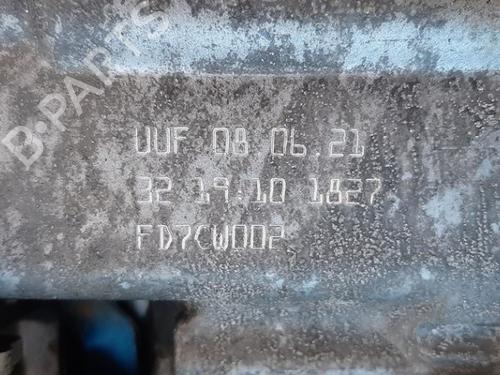 B-PARTS
UUF 08 06.21
32 19.10 1827
FD7CW002